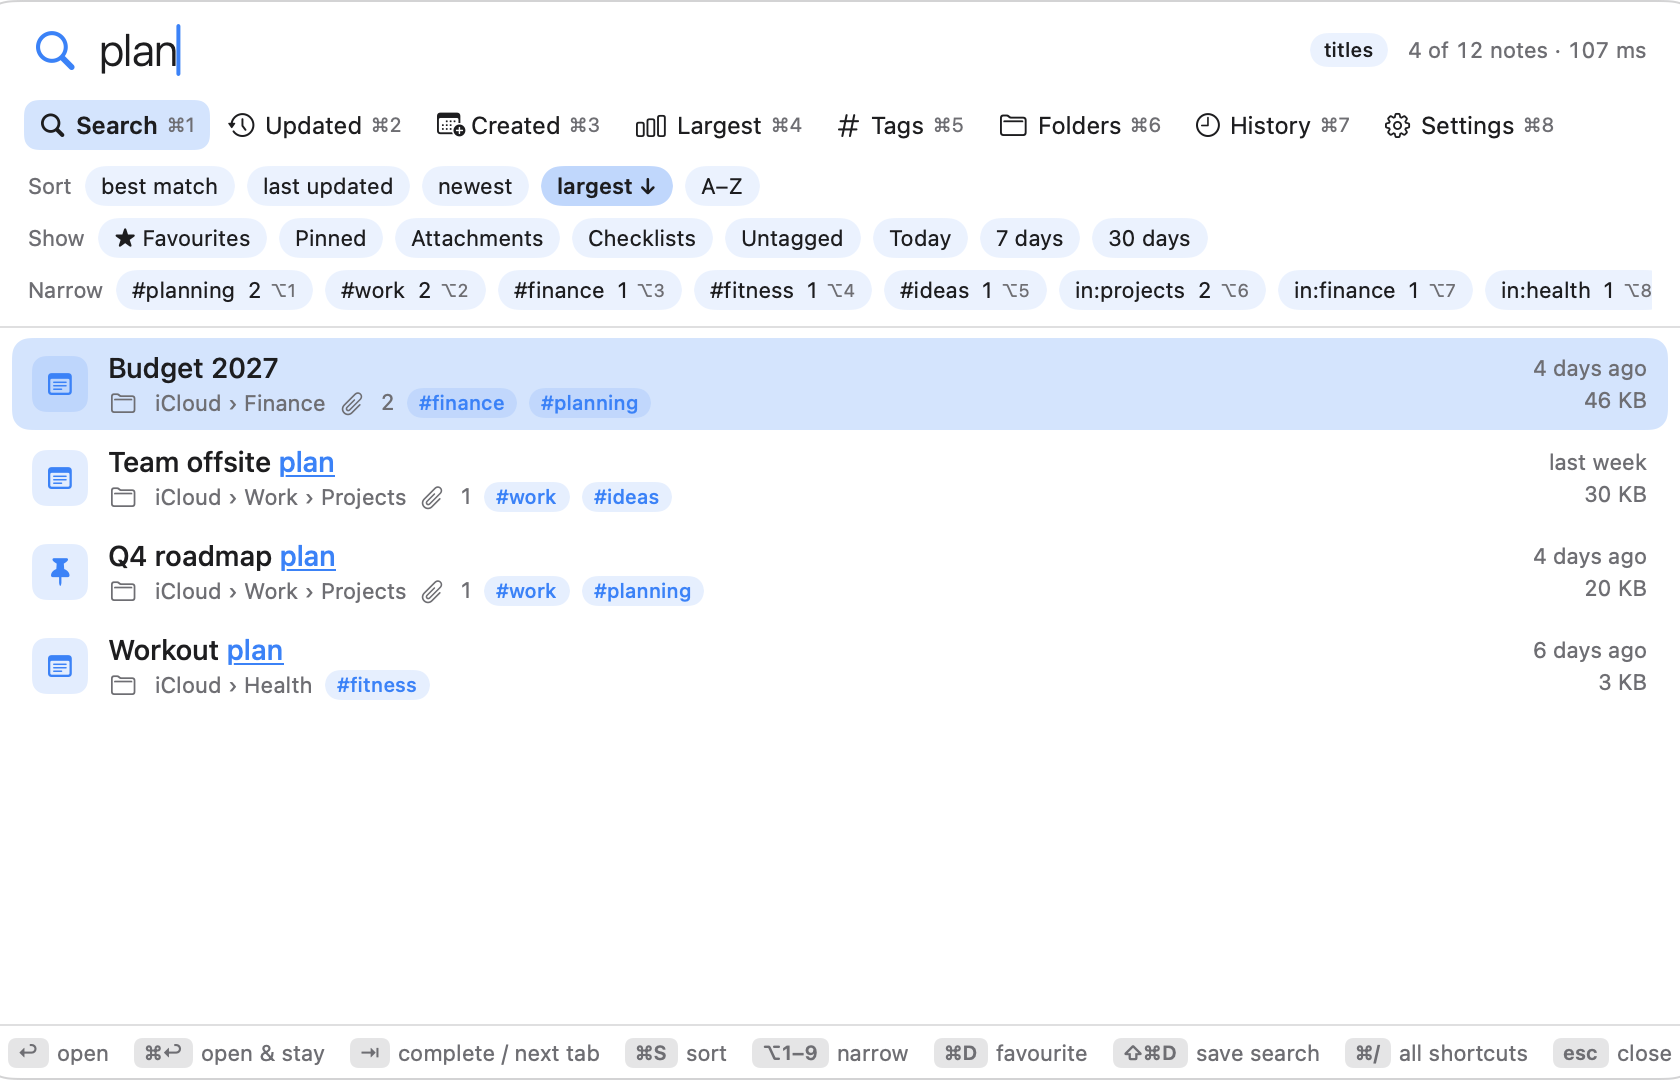 plan titles 4 of 12 notes · 107 ms
Search ⌘1 Updated ⌘2 Created ⌘3 Largest ⌘4 # Tags ⌘5 Folders ⌘6 History ⌘7 Settings ⌘8
Sort best match last updated newest largest ↓ A–Z
Show ★ Favourites Pinned Attachments Checklists Untagged Today 7 days 30 days
Narrow #planning 2 ⌥1 #work 2 ⌥2 #finance 1 ⌥3 #fitness 1 ⌥4 #ideas 1 ⌥5 in:projects 2 ⌥6 in:finance 1 ⌥7 in:health 1 ⌥8
Budget 2027 4 days ago
iCloud › Finance 2 #finance #planning 46 KB
Team offsite plan last week
iCloud › Work › Projects 1 #work #ideas 30 KB
Q4 roadmap plan 4 days ago
iCloud › Work › Projects 1 #work #planning 20 KB
Workout plan 6 days ago
iCloud › Health #fitness 3 KB
↩ open ⌘↩ open & stay ⇥ complete / next tab ⌘S sort ⌥1–9 narrow ⌘D favourite ⇧⌘D save search ⌘/ all shortcuts esc close